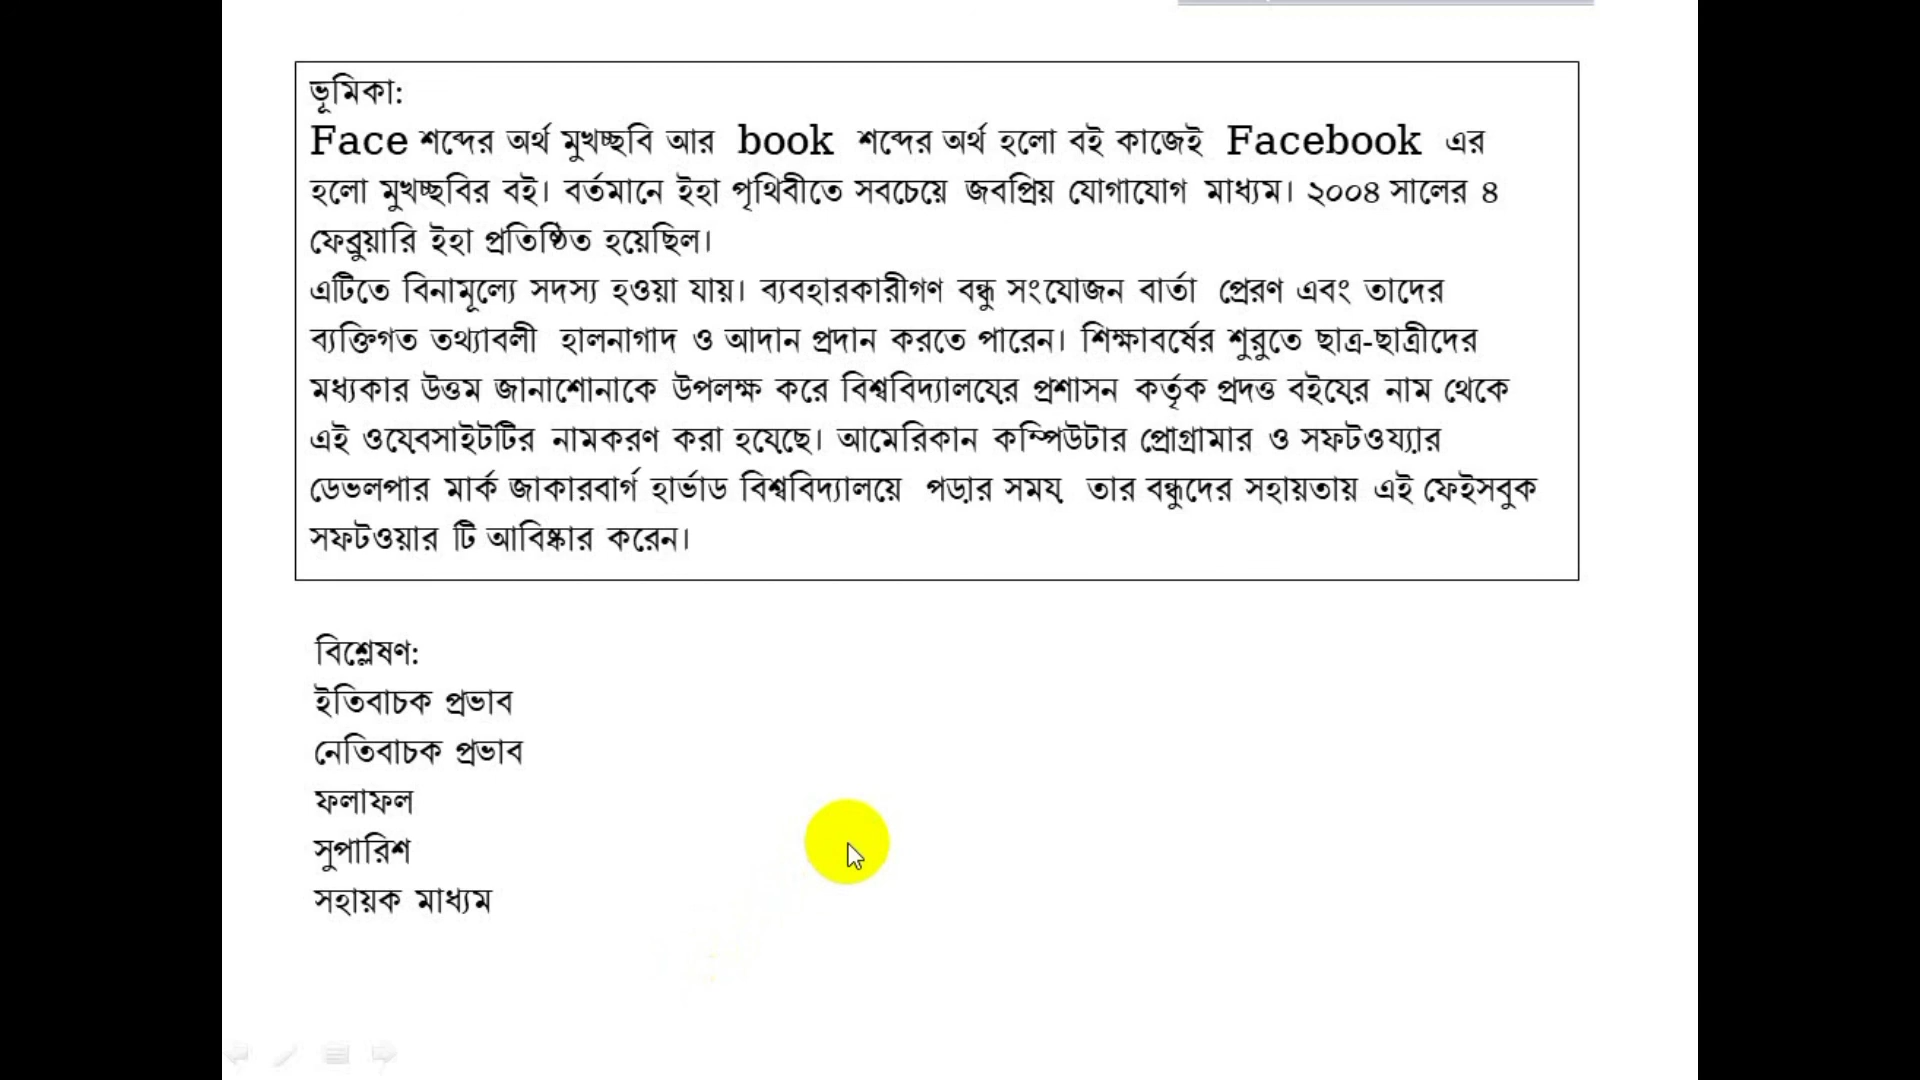 ভূমিকা:
Face শব্দের অর্থ মুখচ্ছবি আর book শব্দের অর্থ হলো বই কাজেই Facebook এর
হলো মুখচ্ছবির বই। বর্তমানে ইহা পৃথিবীতে সবচেয়ে জবপ্রিয় যোগাযোগ মাধ্যম। ২০০৪ সালের ৪
ফেব্রুয়ারি ইহা প্রতিষ্ঠিত হয়েছিল।
এটিতে বিনামূল্যে সদস্য হওয়া যায়। ব্যবহারকারীগণ বন্ধু সংযোজন বার্তা প্রেরণ এবং তাদের
ব্যক্তিগত তথ্যাবলী হালনাগাদ ও আদান প্রদান করতে পারেন। শিক্ষাবর্ষের শুরুতে ছাত্র-ছাত্রীদের
মধ্যকার উত্তম জানাশোনাকে উপলক্ষ করে বিশ্ববিদ্যালয়ের প্রশাসন কর্তৃক প্রদত্ত বইয়ের নাম থেকে
এই ওয়েবসাইটটির নামকরণ করা হয়েছে। আমেরিকান কম্পিউটার প্রোগ্রামার ও সফটওয্যার
ডেভলপার মার্ক জাকারবার্গ হার্ভাড বিশ্ববিদ্যালয়ে পড়ার সময় তার বন্ধুদের সহায়তায় এই ফেইসবুক
সফটওয়ার টি আবিষ্কার করেন।
বিশ্লেষণ:
ইতিবাচক প্রভাব
নেতিবাচক প্রভাব
ফলাফল
সুপারিশ
সহায়ক মাধ্যম